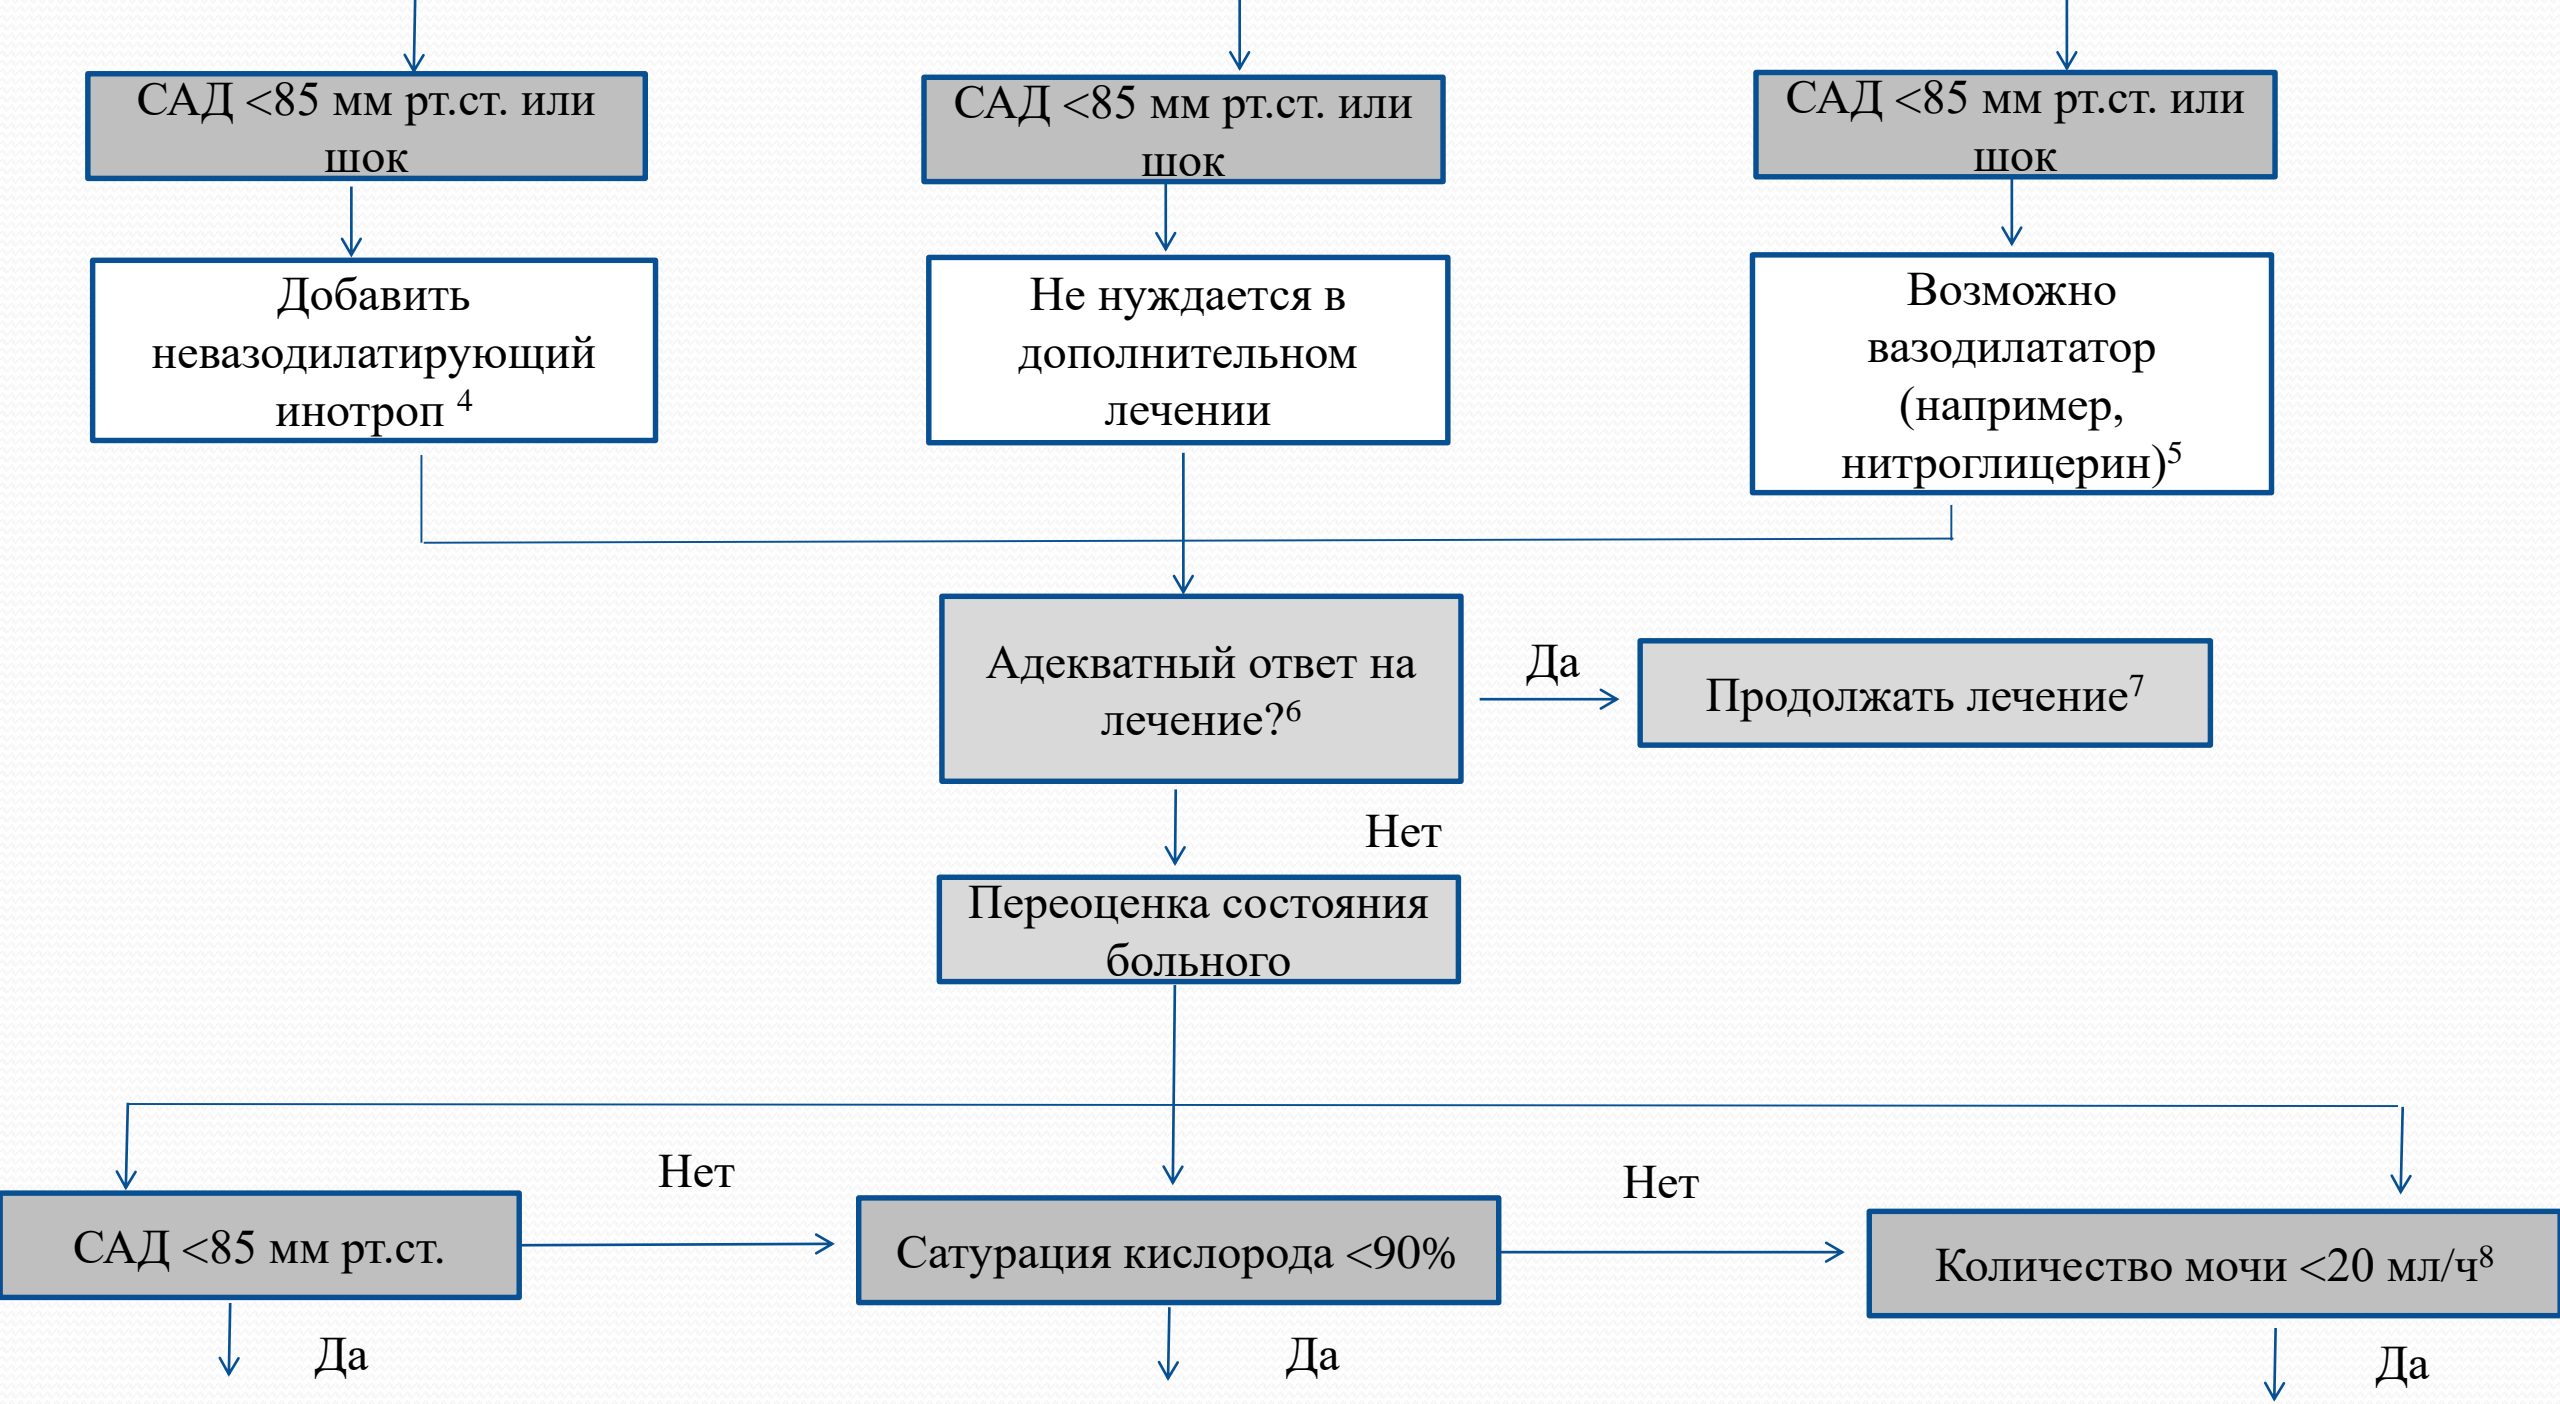 САД <85 мм рт.ст. или
шок
САД <85 мм рт.ст. или
шок
САД <85 мм рт.ст. или
шок
Добавить
невазодилатирующий
инотроп ⁴
Не нуждается в
дополнительном
лечении
Возможно
вазодилататор
(например,
нитроглицерин)⁵
Адекватный ответ на
лечение?⁶
Да
Продолжать лечение⁷
Нет
Переоценка состояния
больного
САД <85 мм рт.ст.
Нет
Сатурация кислорода <90%
Нет
Количество мочи <20 мл/ч⁸
Да
Да
Да